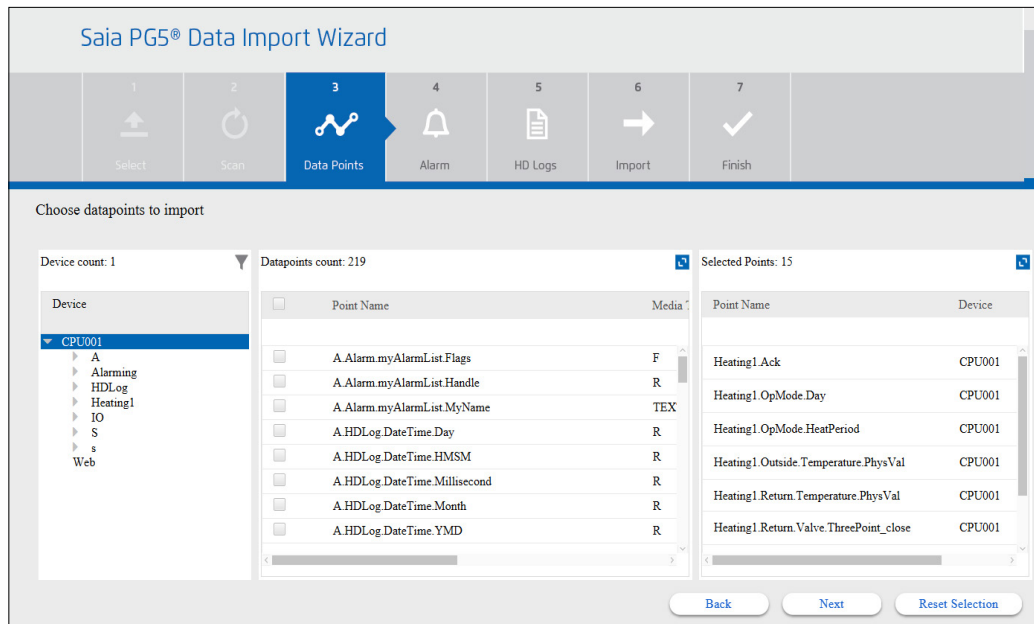 Saia PG5® Data Import Wizard
1 2 3 4 5 6 7
Select Scan Data Points Alarm HD Logs Import Finish
Choose datapoints to import
Device count: 1
Device
CPU001
A
Alarming
HDLog
Heating1
IO
S
s
Web
Datapoints count: 219
Point Name Media T
A.Alarm.myAlarmList.Flags F
A.Alarm.myAlarmList.Handle R
A.Alarm.myAlarmList.MyName TEX
A.HDLog.DateTime.Day R
A.HDLog.DateTime.HMSM R
A.HDLog.DateTime.Millisecond R
A.HDLog.DateTime.Month R
A.HDLog.DateTime.YMD R
Selected Points: 15
Point Name Device
Heating1.Ack CPU001
Heating1.OpMode.Day CPU001
Heating1.OpMode.HeatPeriod CPU001
Heating1.Outside.Temperature.PhysVal CPU001
Heating1.Return.Temperature.PhysVal CPU001
Heating1.Return.Valve.ThreePoint_close CPU001
Back Next Reset Selection